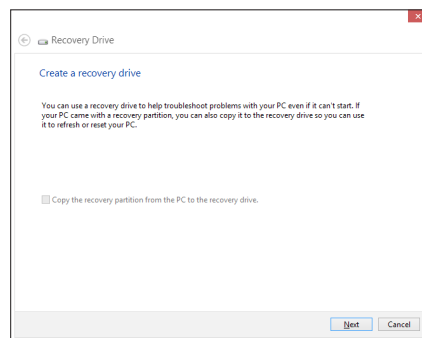 Recovery Drive
Create a recovery drive
You can use a recovery drive to help troubleshoot problems with your PC even if it can't start. If
your PC came with a recovery partition, you can also copy it to the recovery drive so you can use
it to refresh or reset your PC.
Copy the recovery partition from the PC to the recovery drive.
Next Cancel